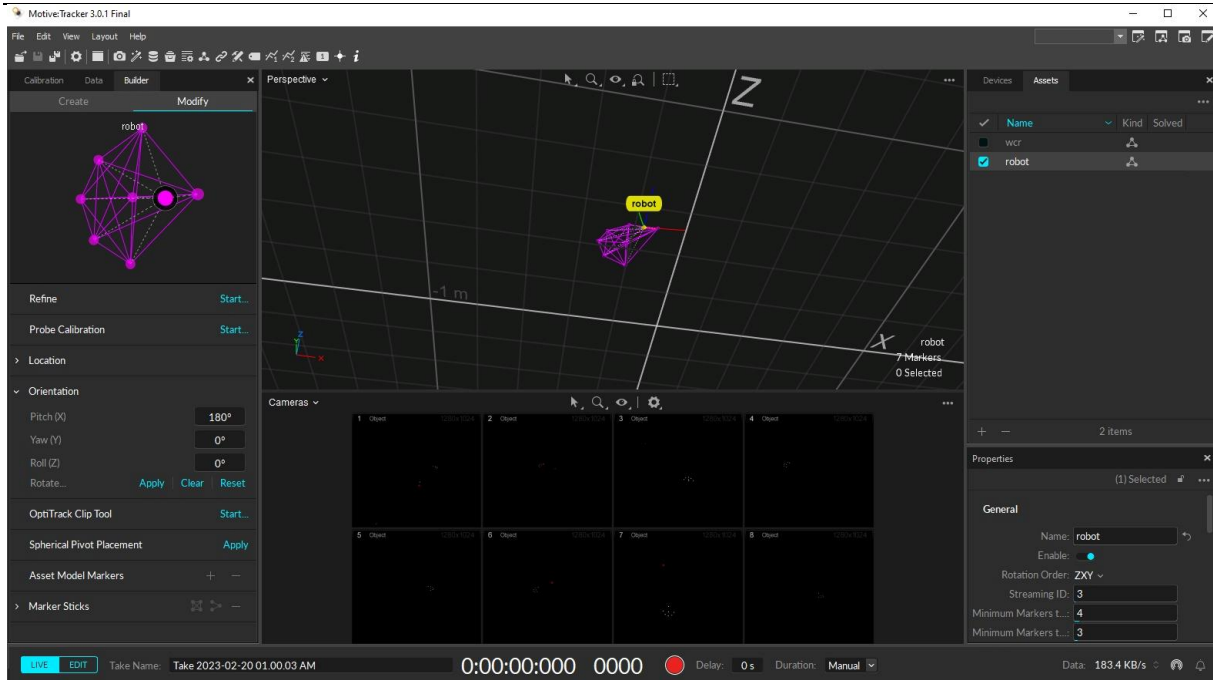 Motive:Tracker 3.0.1 Final
File Edit View Layout Help
Calibration Data Builder
Create Modify
robot
Refine Start...
Probe Calibration Start...
Location
Orientation
Pitch (X) 180°
Yaw (Y) 0°
Roll (Z) 0°
Rotate... Apply Clear Reset
OptiTrack Clip Tool Start...
Spherical Pivot Placement Apply
Asset Model Markers + −
Marker Sticks −
Perspective
Z
robot
-1 m
Z
X
X
robot
7 Markers
0 Selected
Cameras
1 Object 1280x1024 2 Object 1280x1024 3 Object 1280x1024 4 Object 1280x1024
5 Object 1280x1024 6 Object 1280x1024 7 Object 1280x1024 8 Object 1280x1024
Devices Assets
Name Kind Solved
wcr
robot
+ − 2 items
Properties
(1) Selected
General
Name: robot
Enable:
Rotation Order: ZXY
Streaming ID: 3
Minimum Markers t...: 4
Minimum Markers t...: 3
LIVE EDIT Take Name: Take 2023-02-20 01.00.03 AM 0:00:00:000 0000 Delay: 0 s Duration: Manual Data: 183.4 KB/s